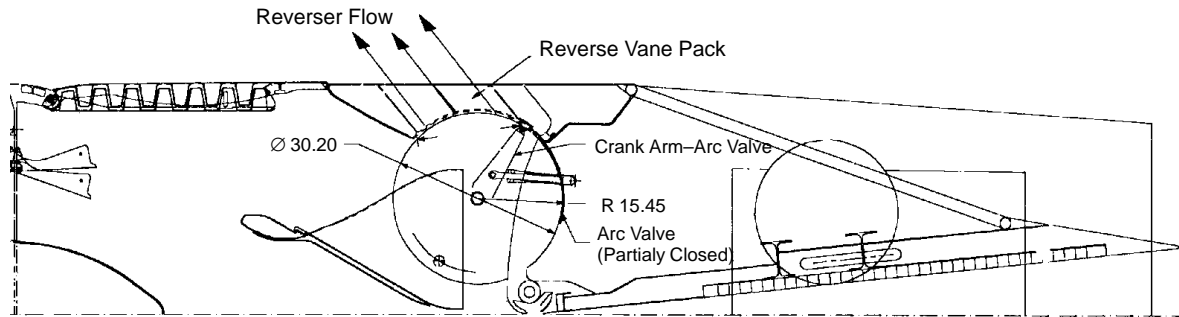 Reverser Flow
Reverse Vane Pack
Ø 30.20
Crank Arm–Arc Valve
R 15.45
Arc Valve
(Partialy Closed)